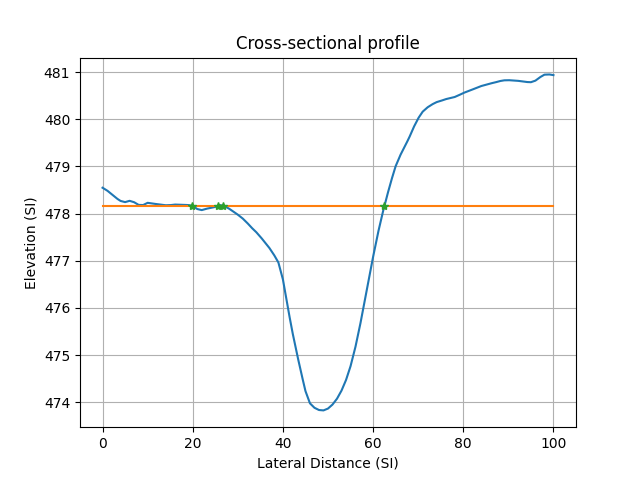 Cross-sectional profile
481
480
479
478
477
476
475
474
Elevation (SI)
0 20 40 60 80 100
Lateral Distance (SI)